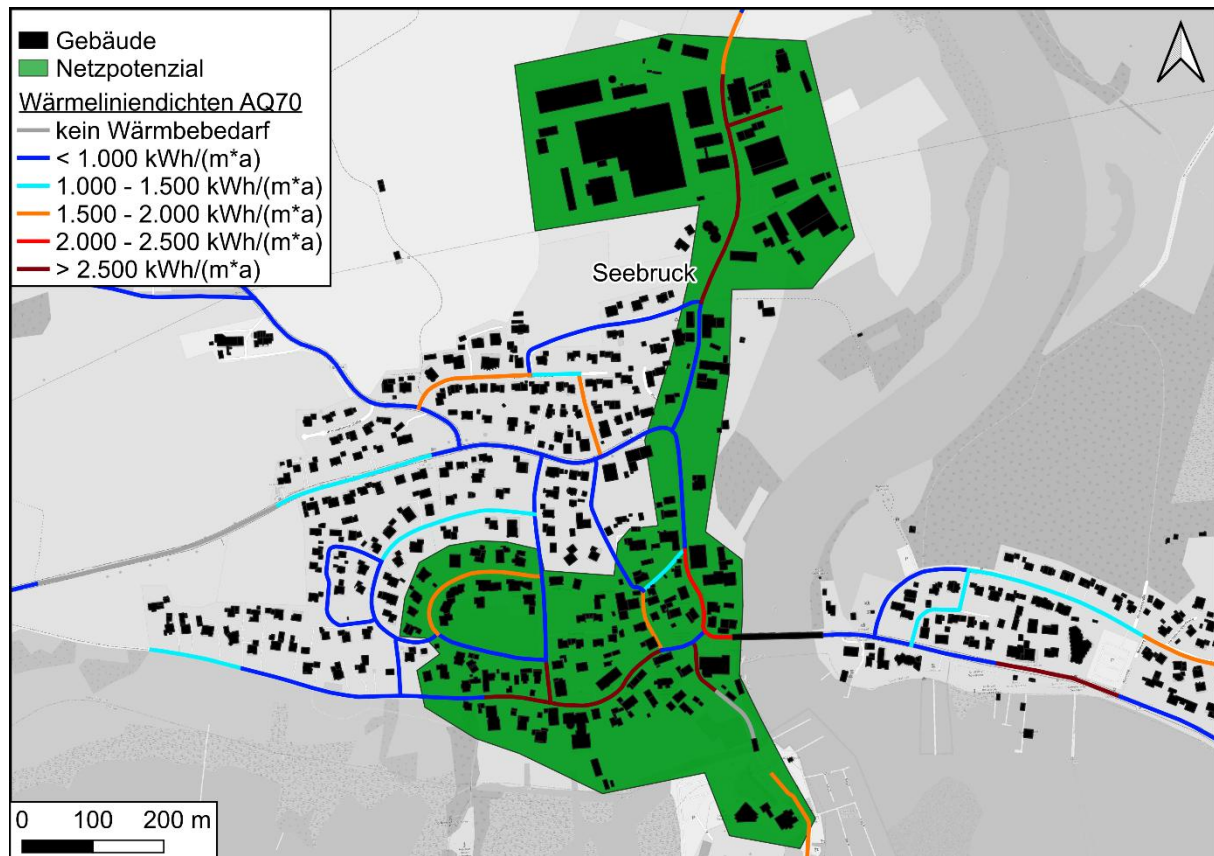 Gebäude
Netzpotenzial
Wärmeliniendichten AQ70
kein Wärmbebedarf
< 1.000 kWh/(m*a)
1.000 - 1.500 kWh/(m*a)
1.500 - 2.000 kWh/(m*a)
2.000 - 2.500 kWh/(m*a)
> 2.500 kWh/(m*a)
Seebruck
0 100 200 m